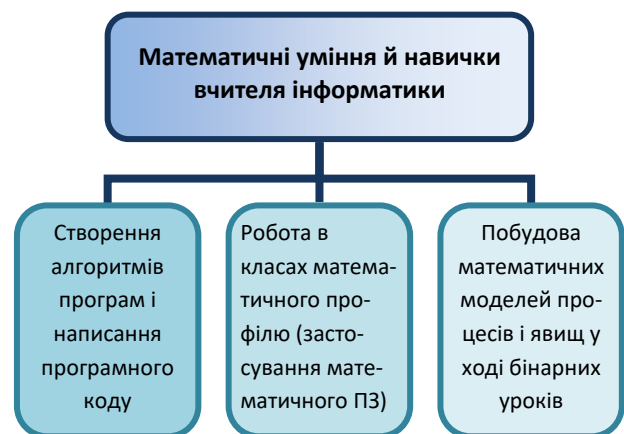 Математичні уміння й навички
вчителя інформатики
Створення
алгоритмів
програм і
написання
програмного
коду
Робота в
класах матема-
тичного про-
філю (засто-
сування мате-
матичного ПЗ)
Побудова
математичних
моделей про-
цесів і явищ у
ході бінарних
уроків